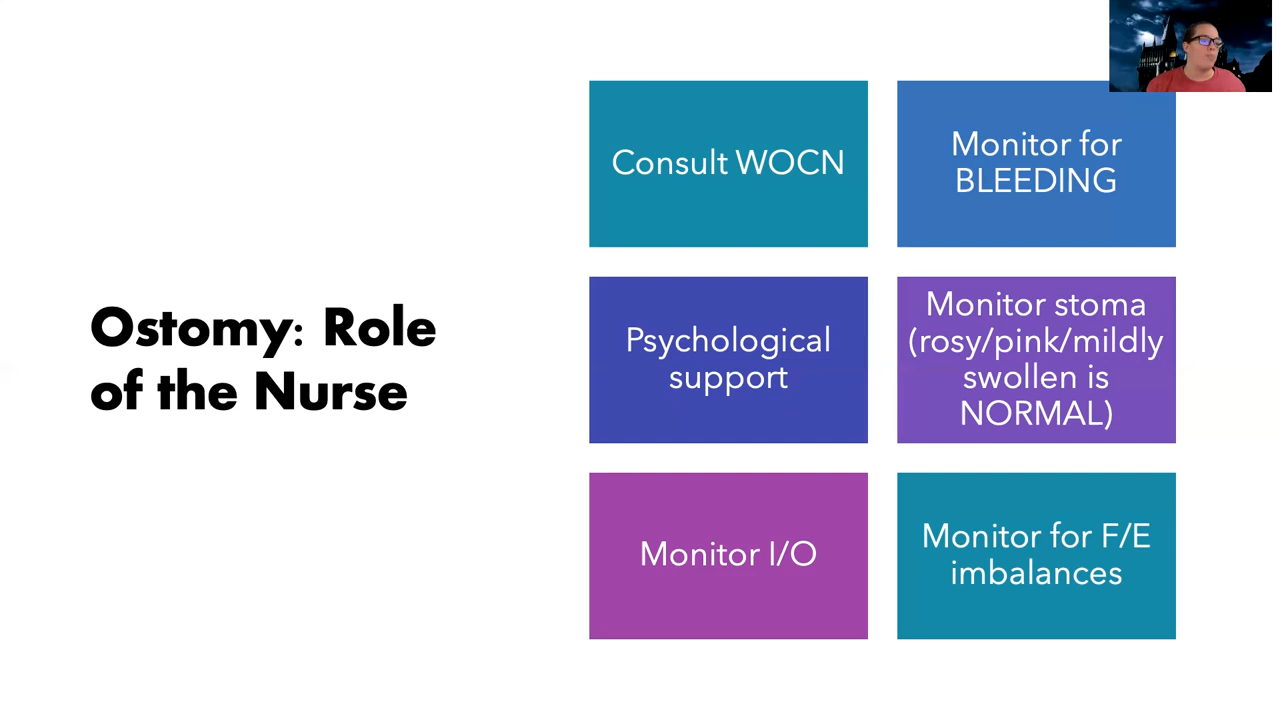 Ostomy: Role
of the Nurse
Consult WOCN
Monitor for
BLEEDING
Psychological
support
Monitor stoma
(rosy/pink/mildly
swollen is
NORMAL)
Monitor I/O
Monitor for F/E
imbalances